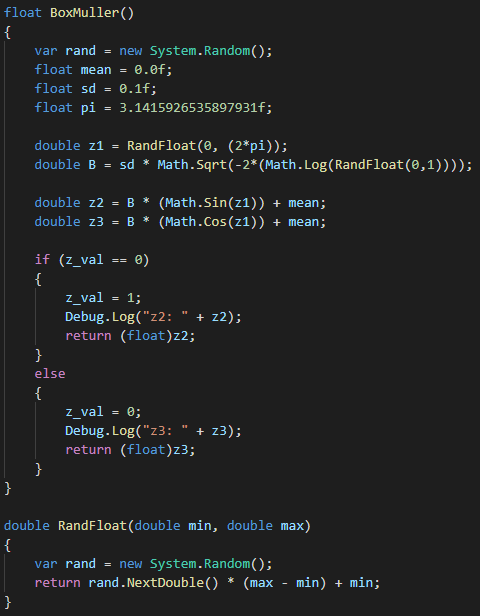 float BoxMuller()
{
    var rand = new System.Random();
    float mean = 0.0f;
    float sd = 0.1f;
    float pi = 3.1415926535897931f;

    double z1 = RandFloat(0, (2*pi));
    double B = sd * Math.Sqrt(-2*(Math.Log(RandFloat(0,1))));

    double z2 = B * (Math.Sin(z1)) + mean;
    double z3 = B * (Math.Cos(z1)) + mean;

    if (z_val == 0)
    {
        z_val = 1;
        Debug.Log("z2: " + z2);
        return (float)z2;
    }
    else
    {
        z_val = 0;
        Debug.Log("z3: " + z3);
        return (float)z3;
    }
}

double RandFloat(double min, double max)
{
    var rand = new System.Random();
    return rand.NextDouble() * (max - min) + min;
}